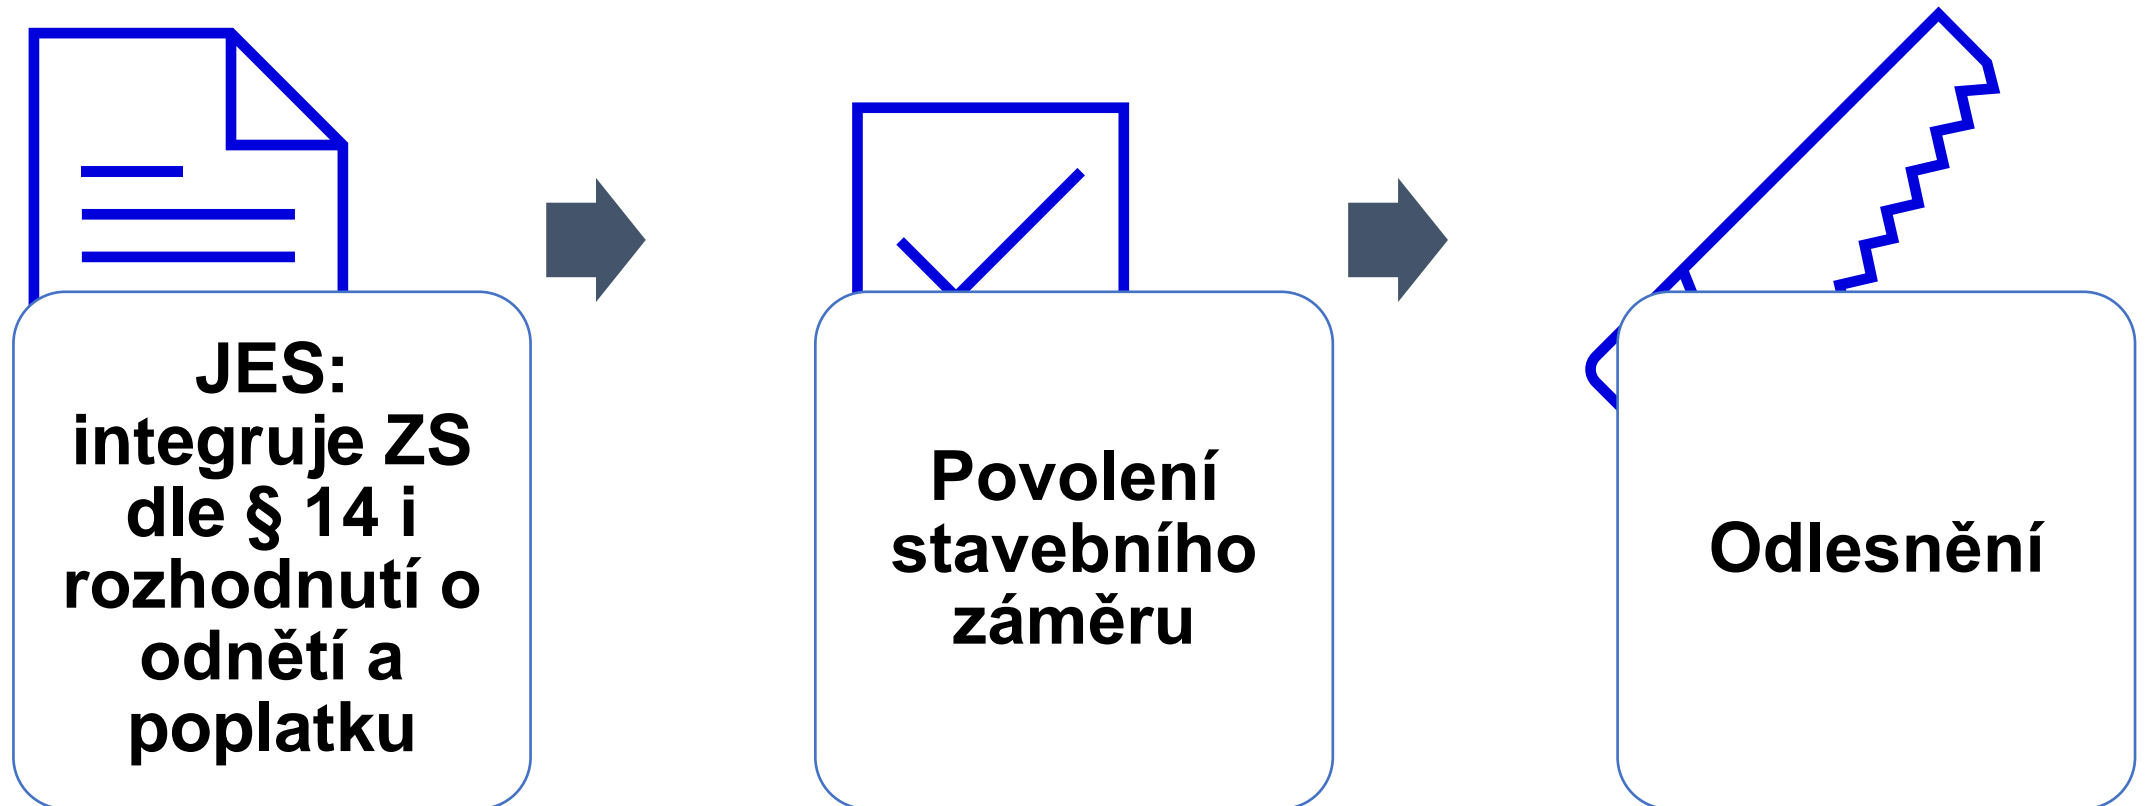 JES:
integruje ZS
dle § 14 i
rozhodnutí o
odnětí a
poplatku
Povolení
stavebního
záměru
Odlesnění